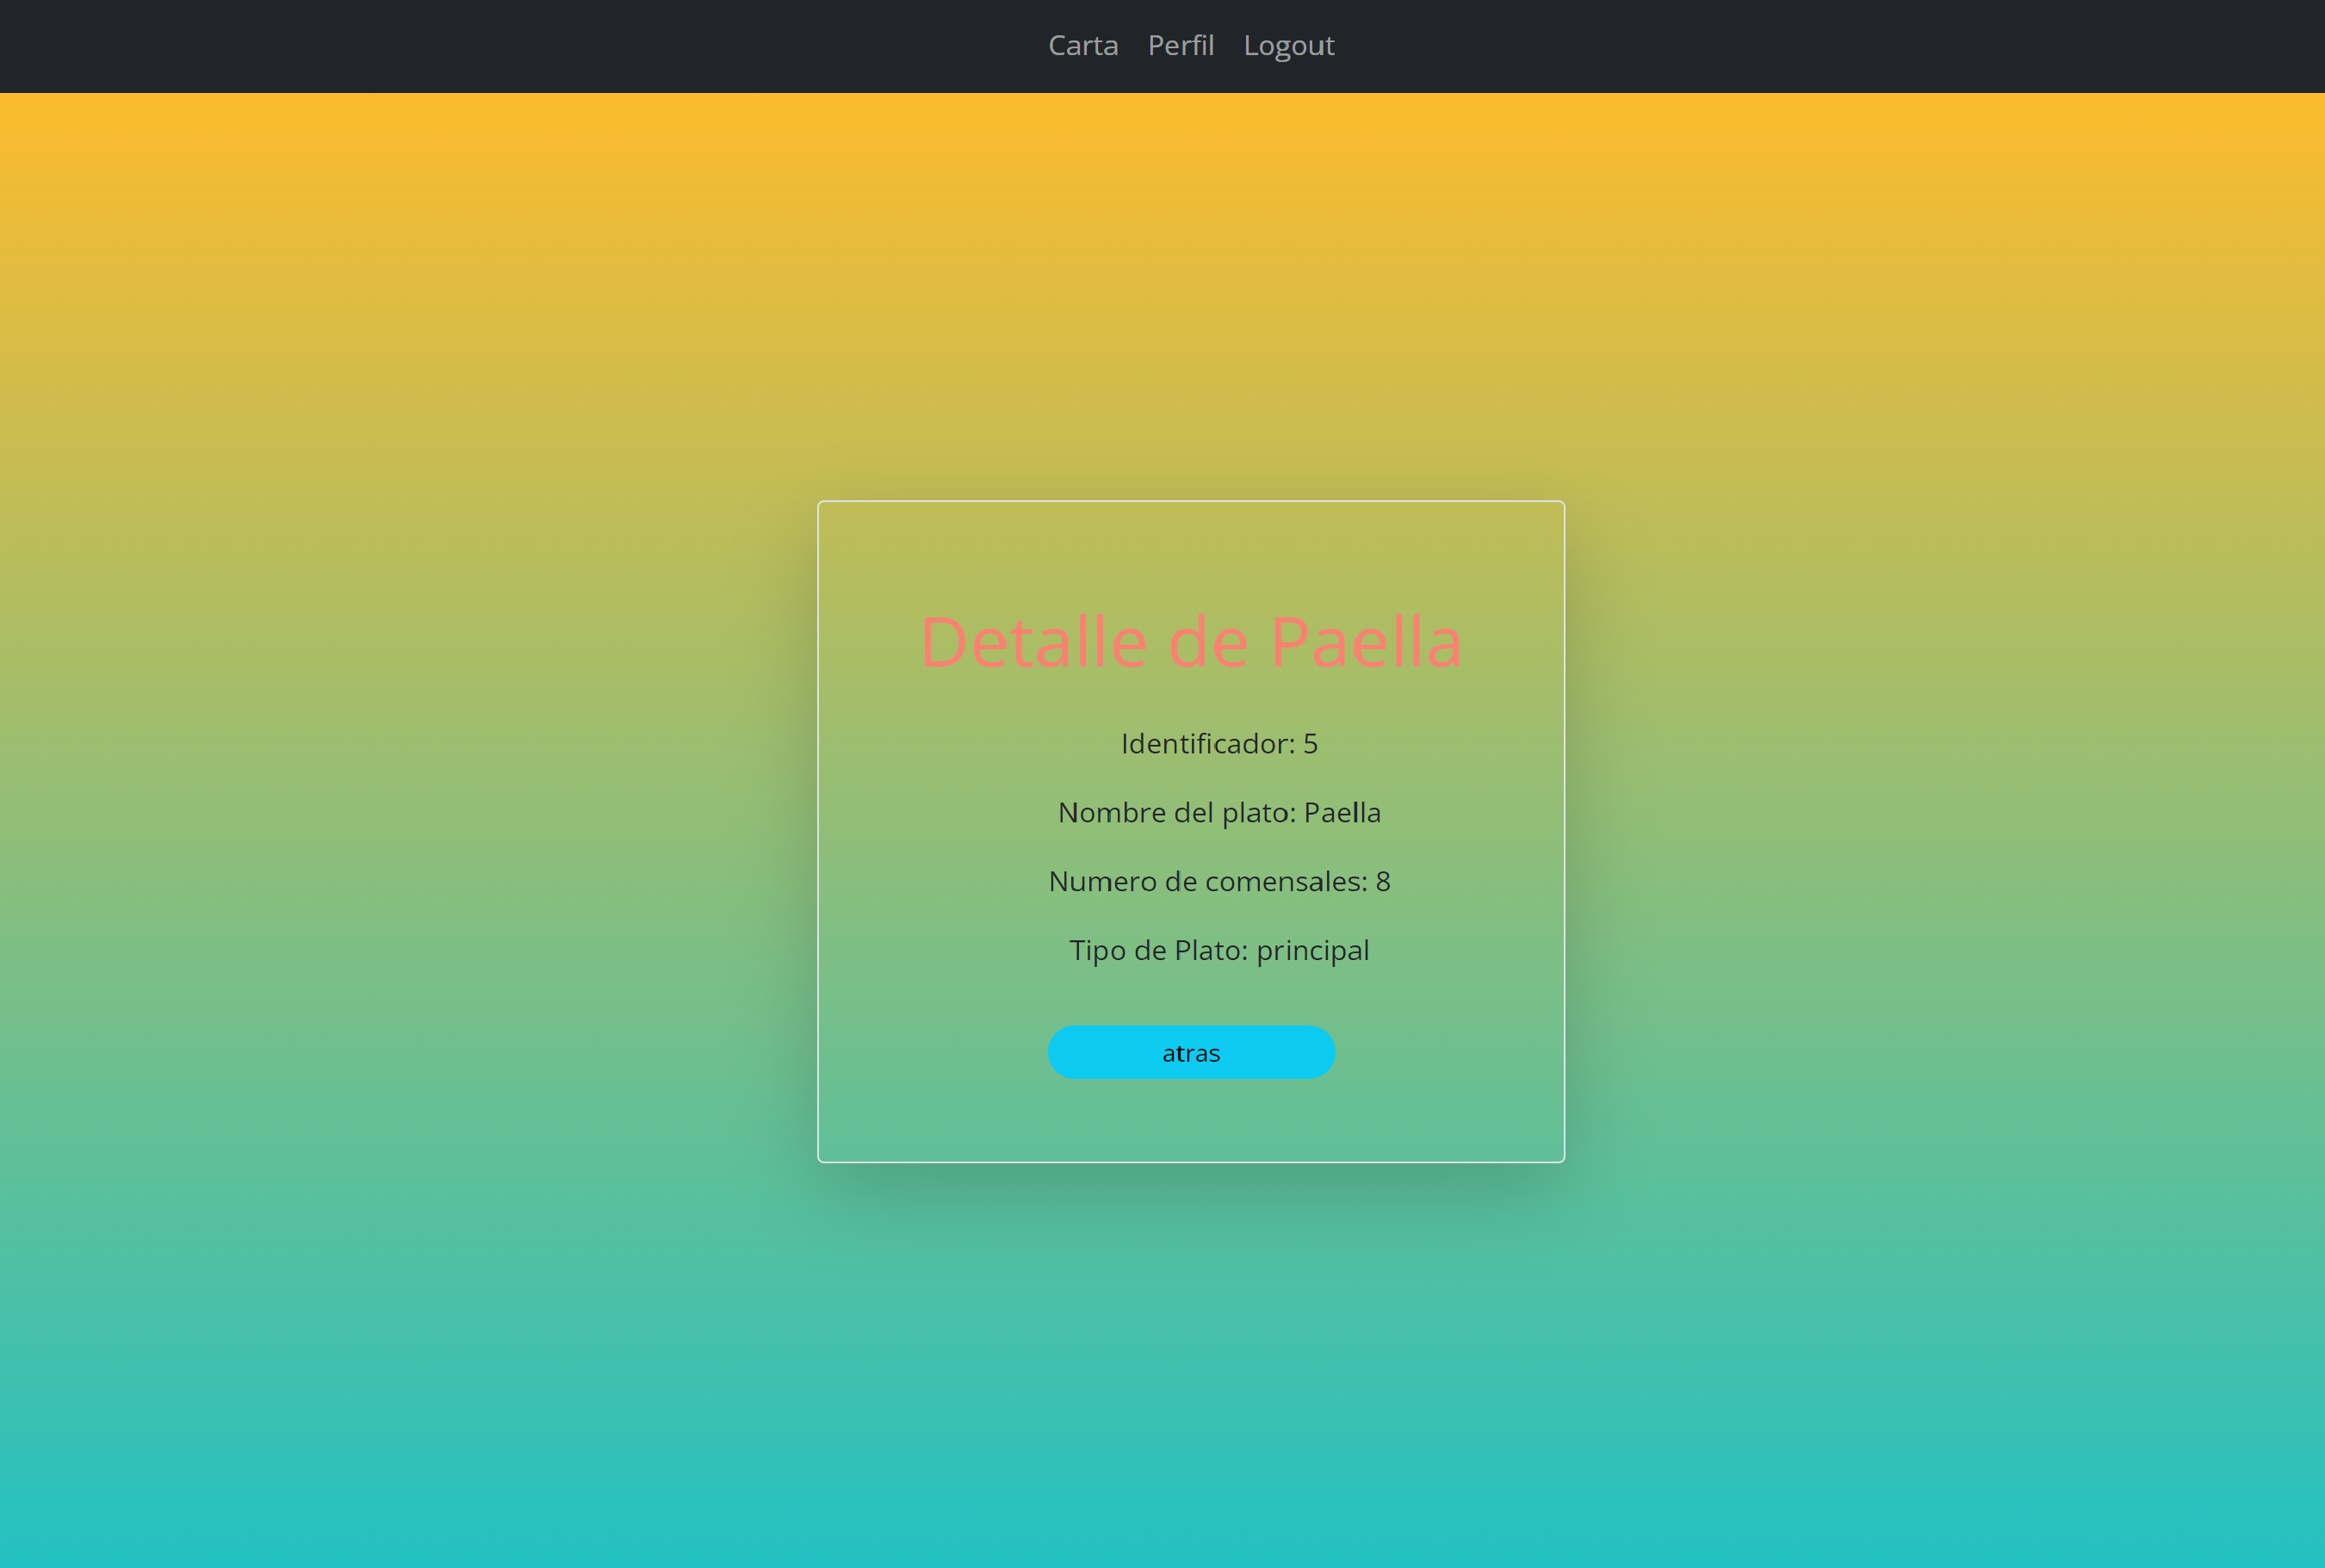 Carta Perfil Logout
Detalle de Paella
Identificador: 5
Nombre del plato: Paella
Numero de comensales: 8
Tipo de Plato: principal
atras